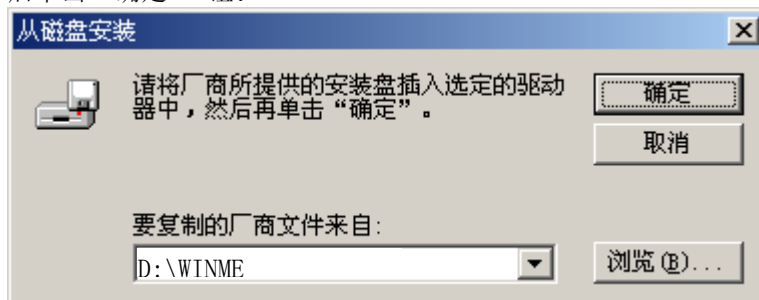 从磁盘安装
请将厂商所提供的安装盘插入选定的驱动
器中，然后再单击“确定”。
确定
取消
要复制的厂商文件来自:
D:\WINME
浏览(B)...